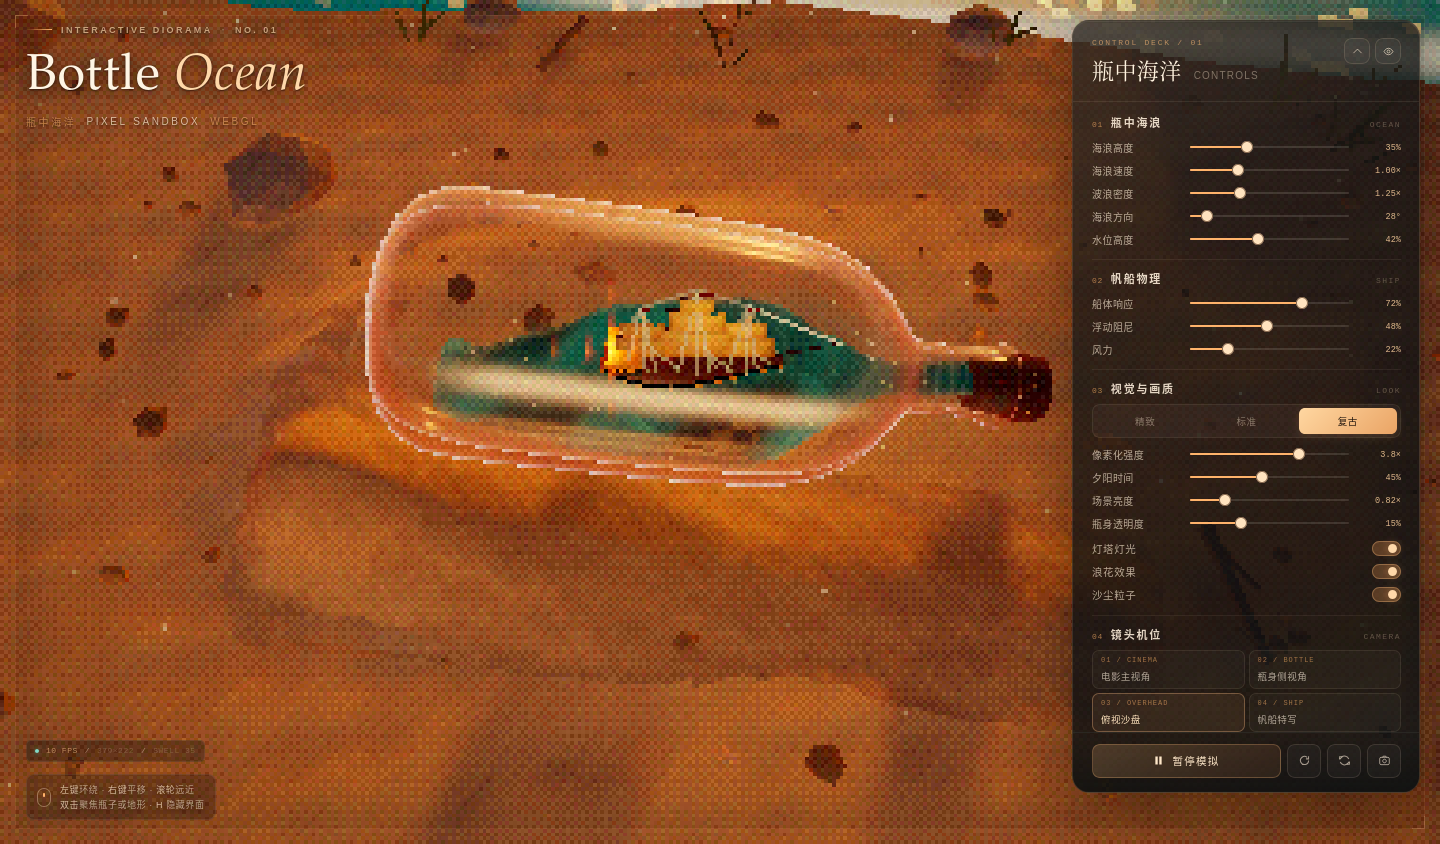 INTERACTIVE DIORAMA · NO. 01
Bottle Ocean
瓶中海洋 · PIXEL SANDBOX · WEBGL
CONTROL DECK / 01
瓶中海洋 CONTROLS
01 瓶中海浪 OCEAN
海浪高度 35%
海浪速度 1.00×
波浪密度 1.25×
海浪方向 28°
水位高度 42%
02 帆船物理 SHIP
船体响应 72%
浮动阻尼 48%
风力 22%
03 视觉与画质 LOOK
精致 标准 复古
像素化强度 3.8×
夕阳时间 45%
场景亮度 0.82×
瓶身透明度 15%
灯塔灯光
浪花效果
沙尘粒子
04 镜头机位 CAMERA
01 / CINEMA
电影主视角
02 / BOTTLE
瓶身侧视角
03 / OVERHEAD
俯视沙盘
04 / SHIP
帆船特写
暂停模拟
10 FPS /
左键环绕 · 右键平移 · 滚轮远近
双击聚焦瓶子或地形 · H 隐藏界面